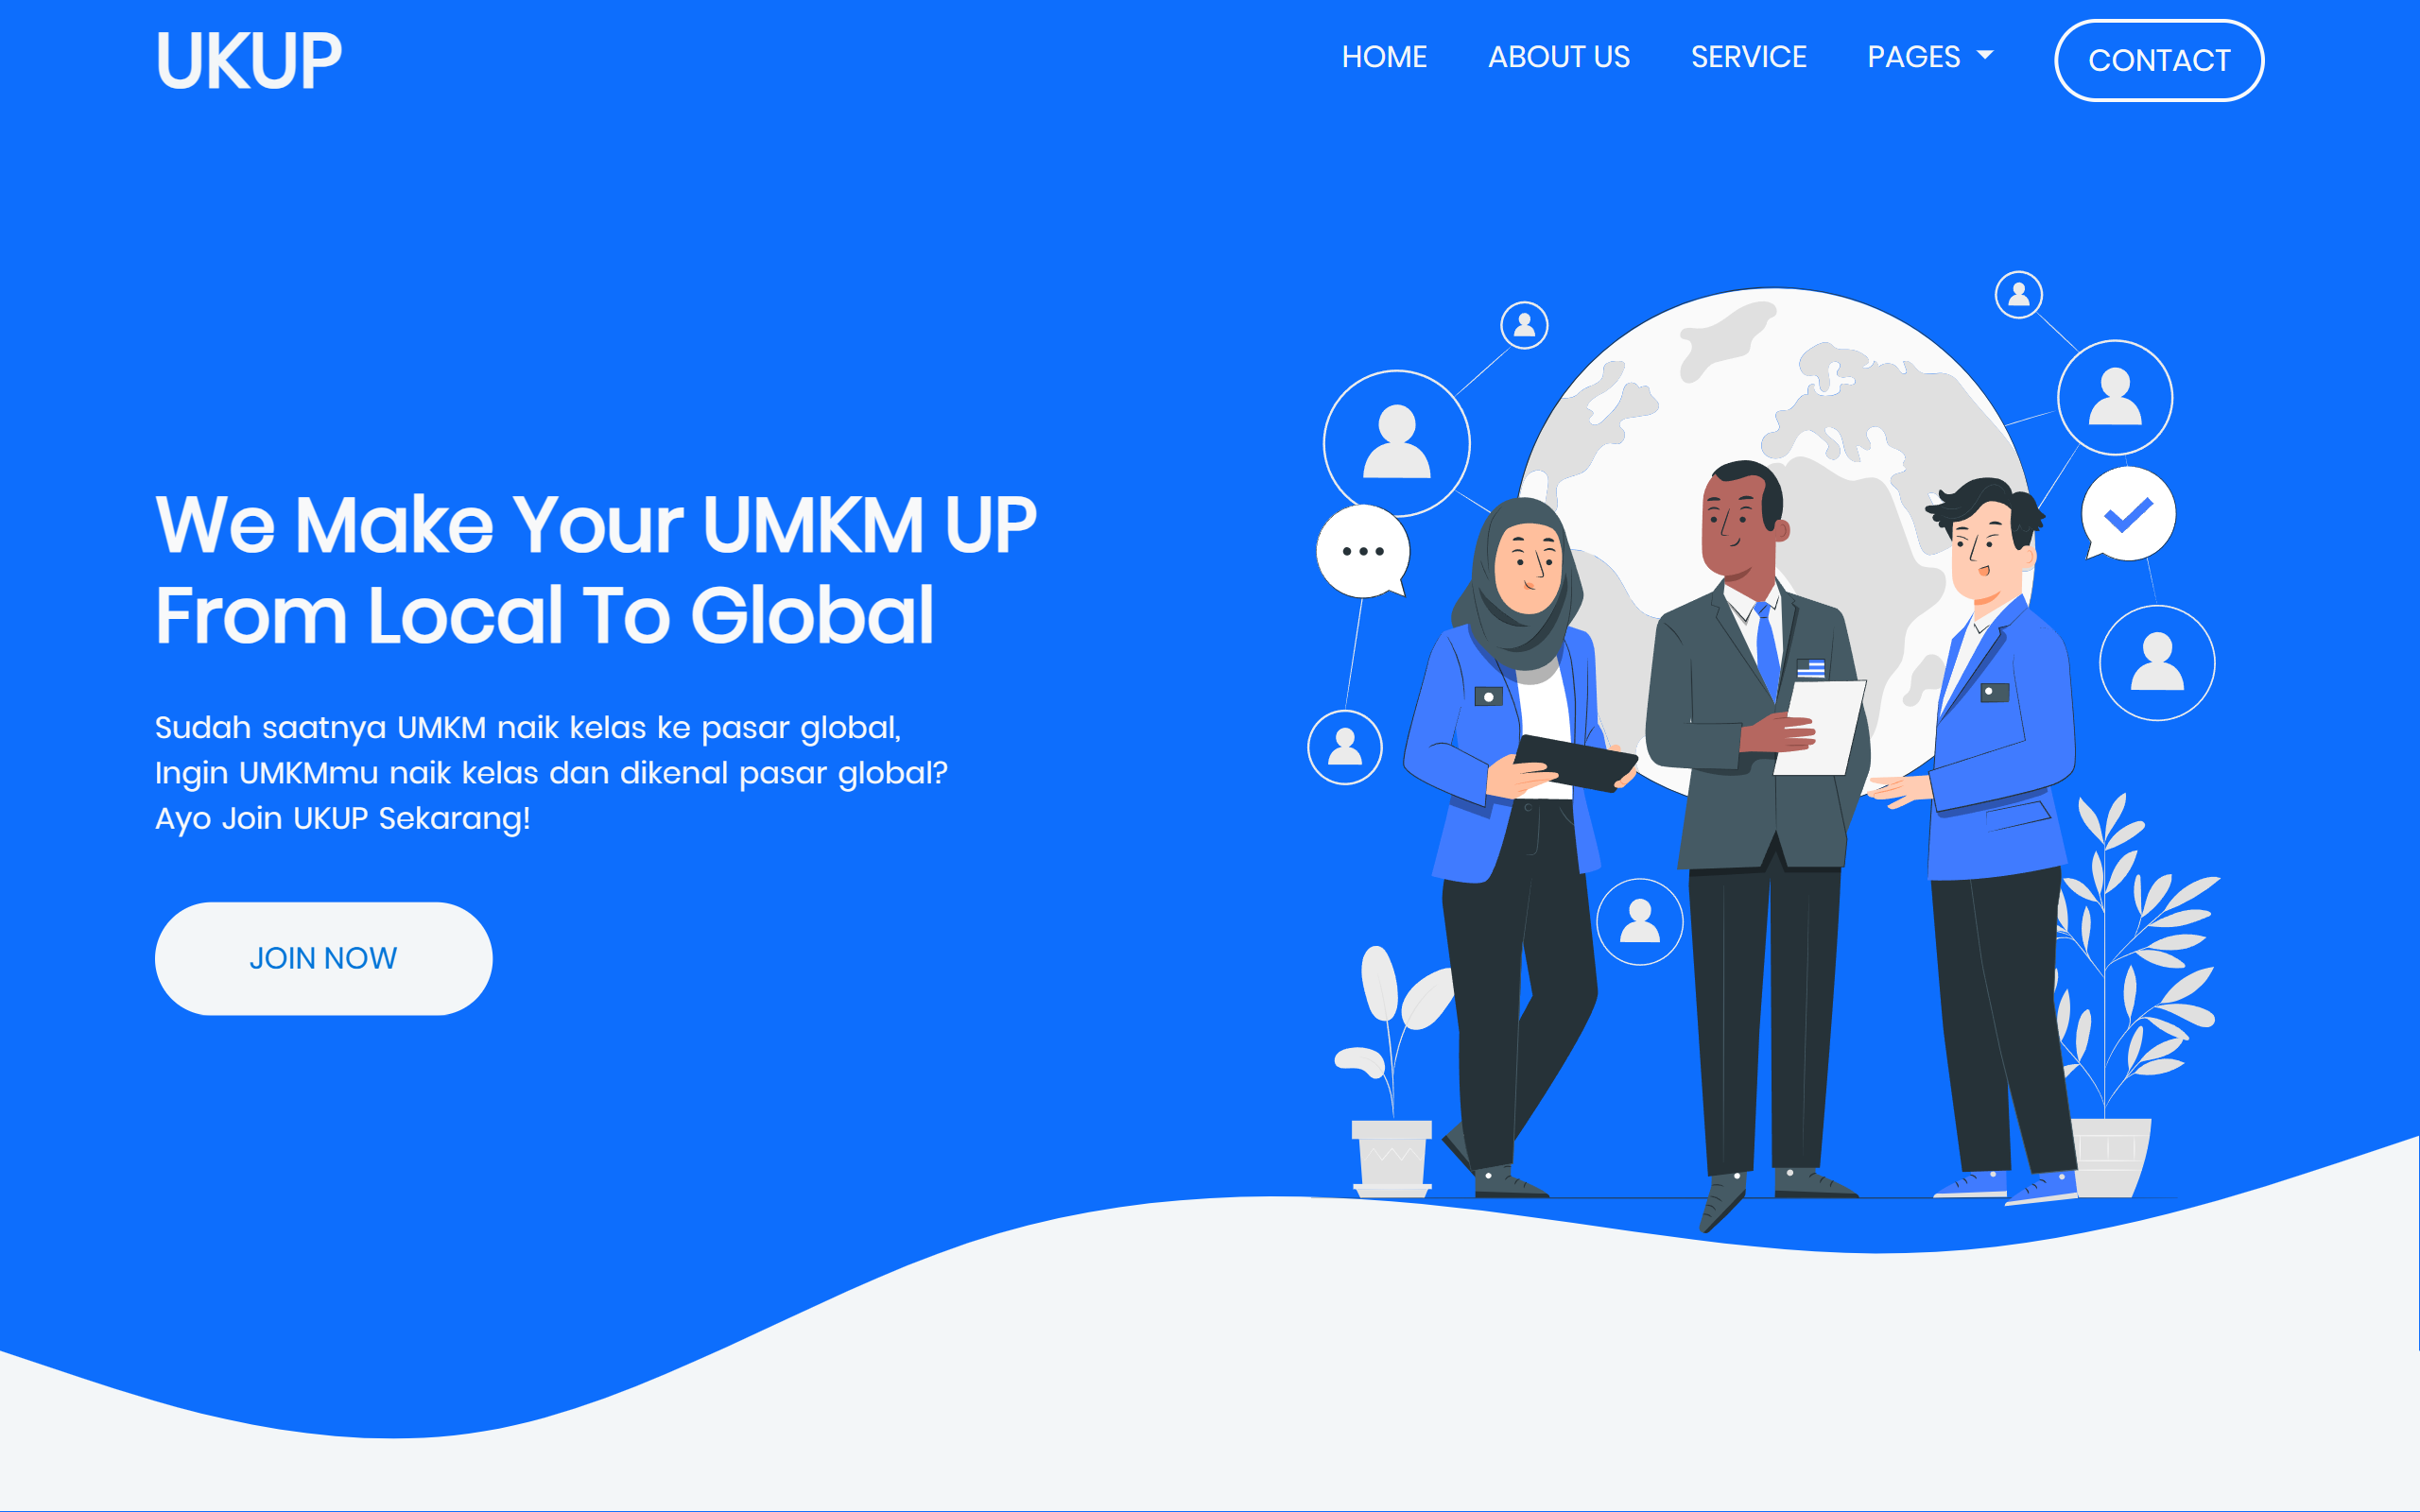 UKUP
HOME ABOUT US SERVICE PAGES CONTACT
We Make Your UMKM UP
From Local To Global
Sudah saatnya UMKM naik kelas ke pasar global,
Ingin UMKMmu naik kelas dan dikenal pasar global?
Ayo Join UKUP Sekarang!
JOIN NOW